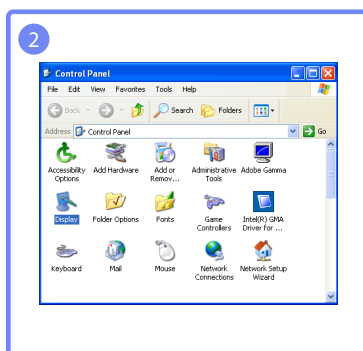 2
Control Panel
File Edit View Favorites Tools Help
Back Search Folders
Address Control Panel Go
Accessibility Options
Add Hardware
Add or Remov...
Administrative Tools
Adobe Gamma
Display
Folder Options
Fonts
Game Controllers
Intel(R) GMA Driver for ...
Keyboard
Mail
Mouse
Network Connections
Network Setup Wizard